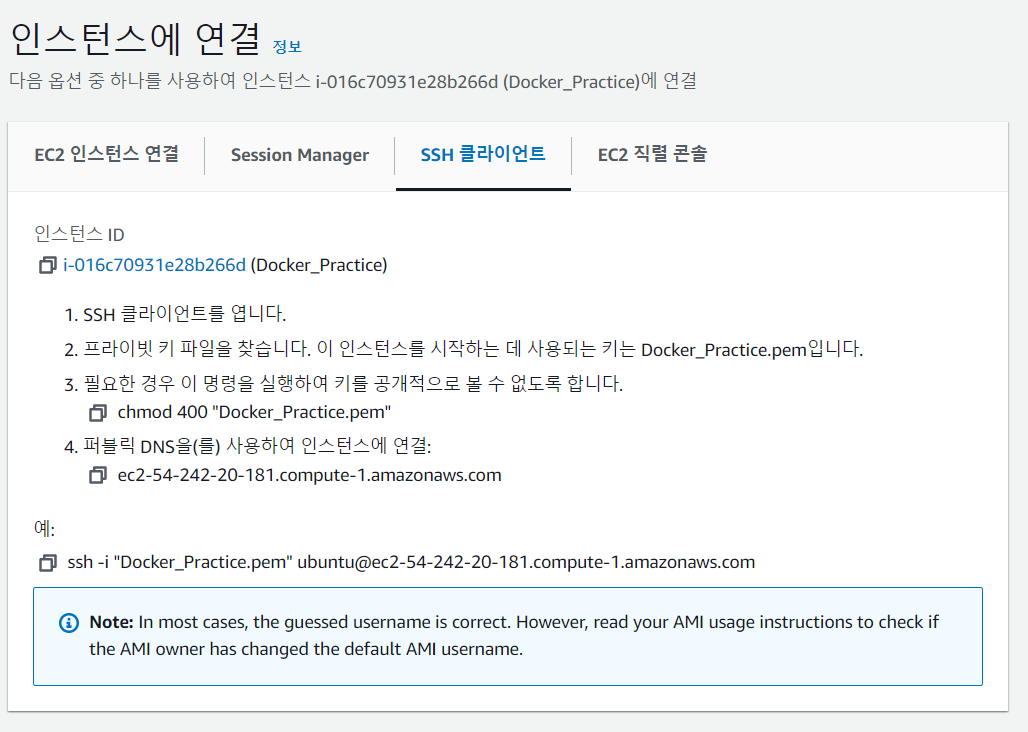 인스턴스에 연결 정보
다음 옵션 중 하나를 사용하여 인스턴스 i-016c70931e28b266d (Docker_Practice)에 연결
EC2 인스턴스 연결 Session Manager SSH 클라이언트 EC2 직렬 콘솔
인스턴스 ID
i-016c70931e28b266d (Docker_Practice)
1. SSH 클라이언트를 엽니다.
2. 프라이빗 키 파일을 찾습니다. 이 인스턴스를 시작하는 데 사용되는 키는 Docker_Practice.pem입니다.
3. 필요한 경우 이 명령을 실행하여 키를 공개적으로 볼 수 없도록 합니다.
chmod 400 "Docker_Practice.pem"
4. 퍼블릭 DNS을(를) 사용하여 인스턴스에 연결:
ec2-54-242-20-181.compute-1.amazonaws.com
예:
ssh -i "Docker_Practice.pem" ubuntu@ec2-54-242-20-181.compute-1.amazonaws.com
Note: In most cases, the guessed username is correct. However, read your AMI usage instructions to check if
the AMI owner has changed the default AMI username.